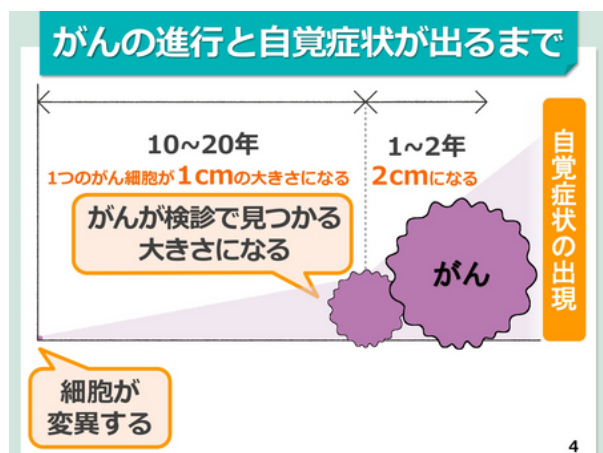 がんの進行と自覚症状が出るまで
10~20年
1つのがん細胞が1cmの大きさになる
1~2年
2cmになる
がんが検診で見つかる
大きさになる
がん
自覚症状の出現
細胞が
変異する
4